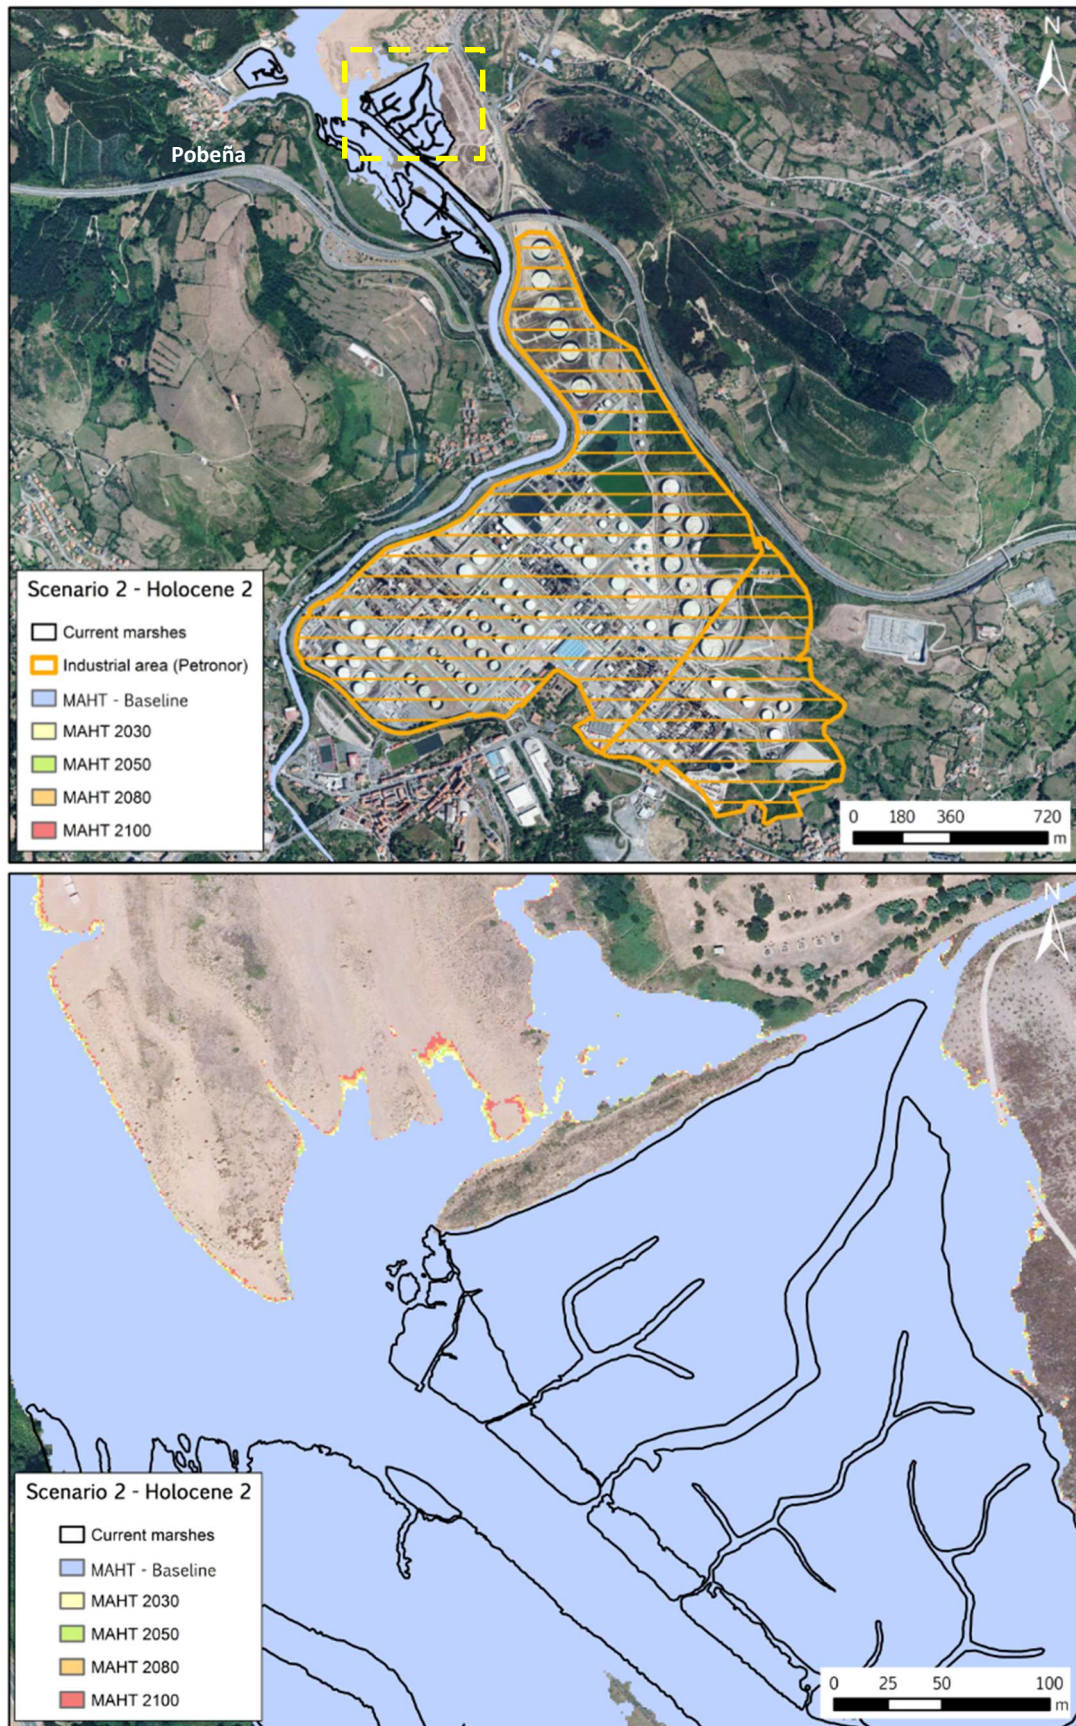 N
Pobeña
Scenario 2 - Holocene 2
Current marshes
Industrial area (Petronor)
MAHT - Baseline
MAHT 2030
MAHT 2050
MAHT 2080
MAHT 2100
0 180 360 720
m
N
Scenario 2 - Holocene 2
Current marshes
MAHT - Baseline
MAHT 2030
MAHT 2050
MAHT 2080
MAHT 2100
0 25 50 100
m